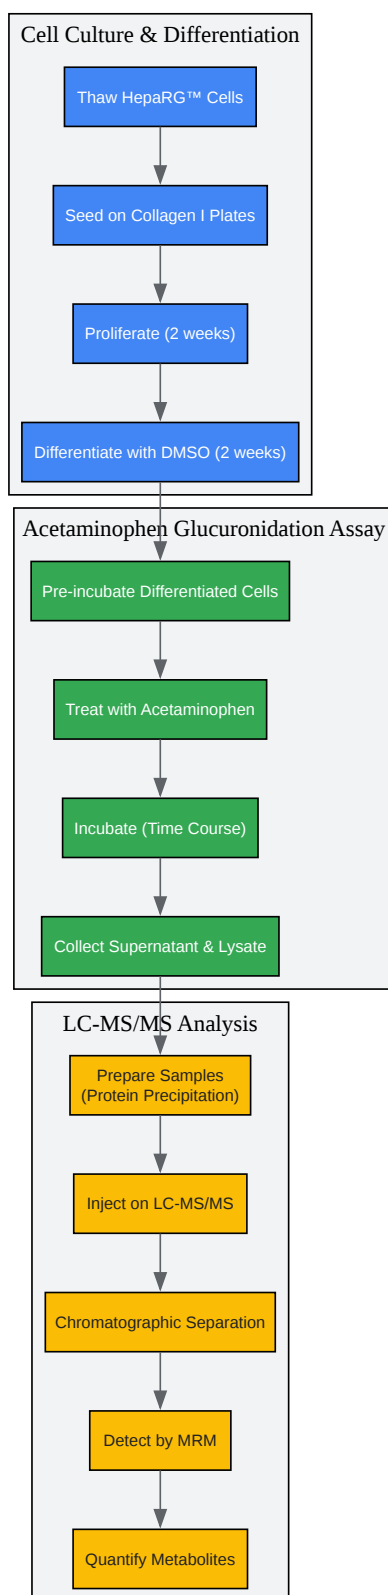 Cell Culture & Differentiation
Thaw HepaRG™ Cells
Seed on Collagen I Plates
Proliferate (2 weeks)
Differentiate with DMSO (2 weeks)
Acetaminophen Glucuronidation Assay
Pre-incubate Differentiated Cells
Treat with Acetaminophen
Incubate (Time Course)
Collect Supernatant & Lysate
LC-MS/MS Analysis
Prepare Samples
(Protein Precipitation)
Inject on LC-MS/MS
Chromatographic Separation
Detect by MRM
Quantify Metabolites